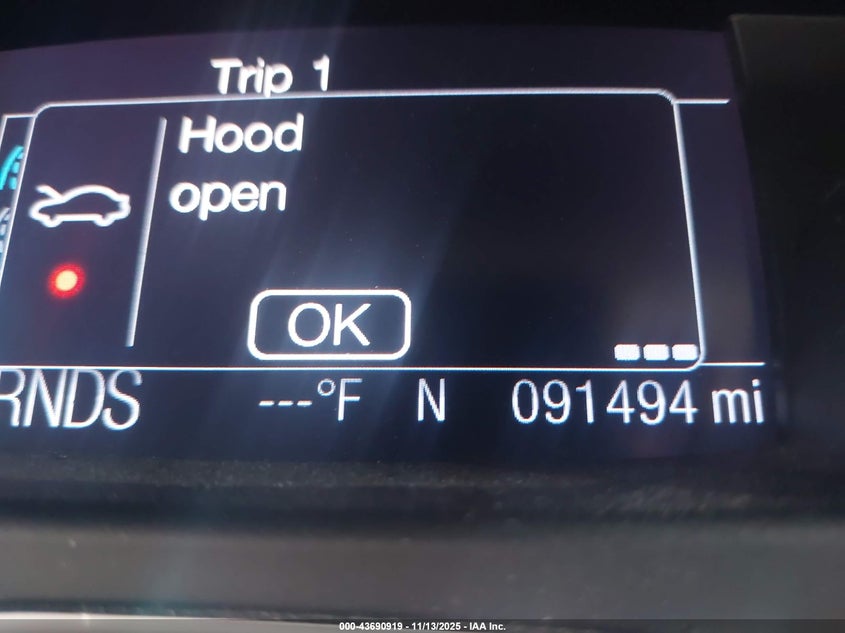 Trip 1
Hood
open
OK
RNDS ---°F N 091494 mi
000-43690919 - 11/13/2025 - IAA Inc.